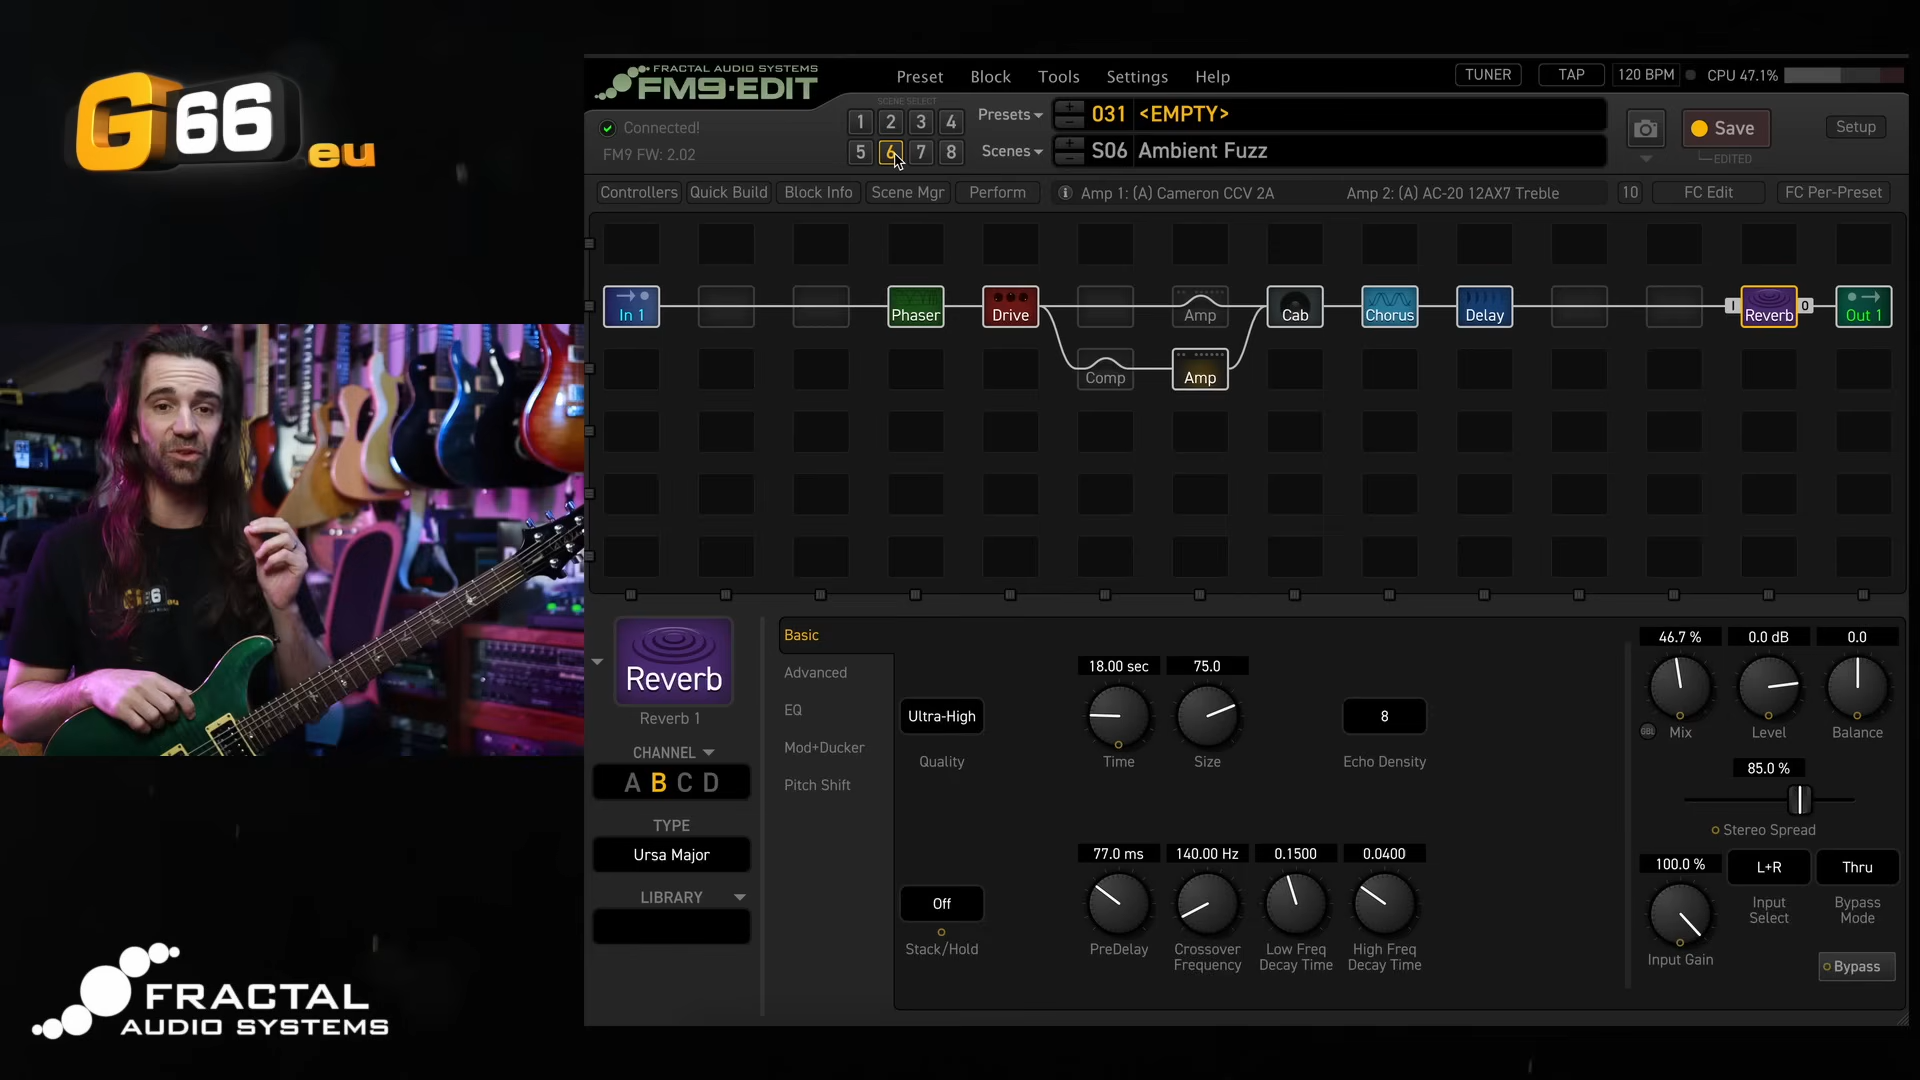 G66
.eu
FRACTAL AUDIO SYSTEMS
FM9·EDIT
Preset
Block
Tools
Settings
Help
TUNER
TAP
120 BPM
CPU 47.1%
Connected!
FM9 FW: 2.02
SCENE SELECT
1 2 3 4
5 6 7 8
Presets
031 <EMPTY>
Scenes
S06 Ambient Fuzz
Save
EDITED
Setup
Controllers
Quick Build
Block Info
Scene Mgr
Perform
Amp 1: (A) Cameron CCV 2A
Amp 2: (A) AC-20 12AX7 Treble
10
FC Edit
FC Per-Preset
In 1
Phaser
Drive
Amp
Cab
Chorus
Delay
I
Reverb
O
Out 1
Comp
Amp
Reverb
Reverb 1
CHANNEL
A B C D
TYPE
Ursa Major
LIBRARY
Basic
Advanced
EQ
Mod+Ducker
Pitch Shift
Ultra-High
Quality
18.00 sec
Time
75.0
Size
8
Echo Density
Off
Stack/Hold
77.0 ms
PreDelay
140.00 Hz
Crossover
Frequency
0.1500
Low Freq
Decay Time
0.0400
High Freq
Decay Time
46.7 %
GBL
Mix
0.0 dB
Level
0.0
Balance
85.0 %
Stereo Spread
100.0 %
Input Gain
L+R
Input
Select
Thru
Bypass
Mode
Bypass
G66
FRACTAL
AUDIO SYSTEMS